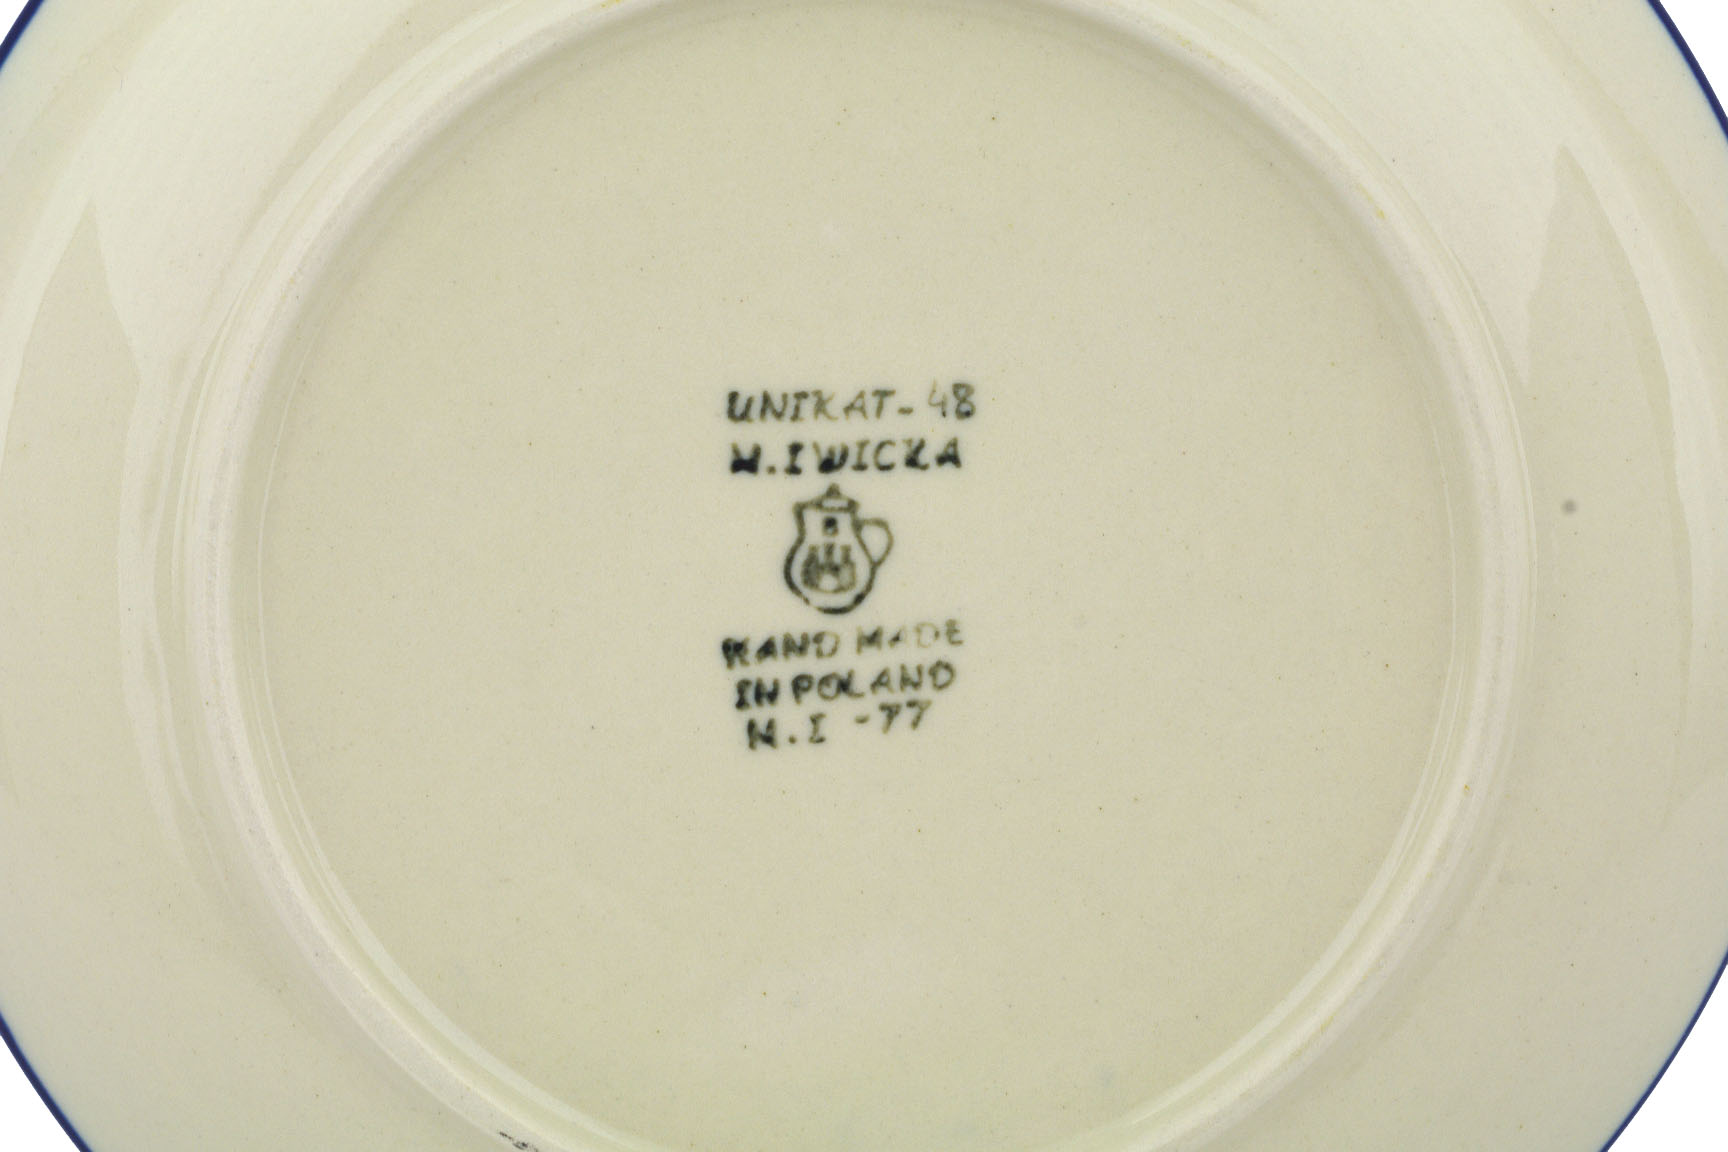 UNIKAT-48
M.IWICKA
B
HAND MADE
IN POLAND
M.I -77